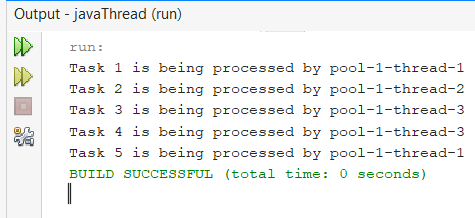 Output - javaThread (run)
run:
Task 1 is being processed by pool-1-thread-1
Task 2 is being processed by pool-1-thread-2
Task 3 is being processed by pool-1-thread-3
Task 4 is being processed by pool-1-thread-3
Task 5 is being processed by pool-1-thread-1
BUILD SUCCESSFUL (total time: 0 seconds)